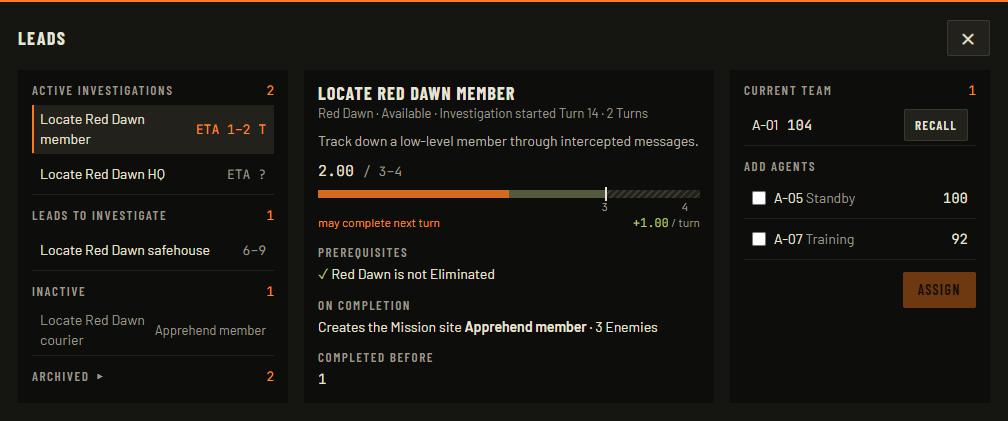 LEADS
✕
ACTIVE INVESTIGATIONS 2
Locate Red Dawn member ETA 1–2 T
Locate Red Dawn HQ ETA ?
LEADS TO INVESTIGATE 1
Locate Red Dawn safehouse 6–9
INACTIVE 1
Locate Red Dawn courier Apprehend member
ARCHIVED ▸ 2
LOCATE RED DAWN MEMBER
Red Dawn · Available · Investigation started Turn 14 · 2 Turns
Track down a low-level member through intercepted messages.
2.00 / 3–4
3 4
may complete next turn +1.00 / turn
PREREQUISITES
✓ Red Dawn is not Eliminated
ON COMPLETION
Creates the Mission site Apprehend member · 3 Enemies
COMPLETED BEFORE
1
CURRENT TEAM 1
A-01 104 RECALL
ADD AGENTS
A-05 Standby 100
A-07 Training 92
ASSIGN